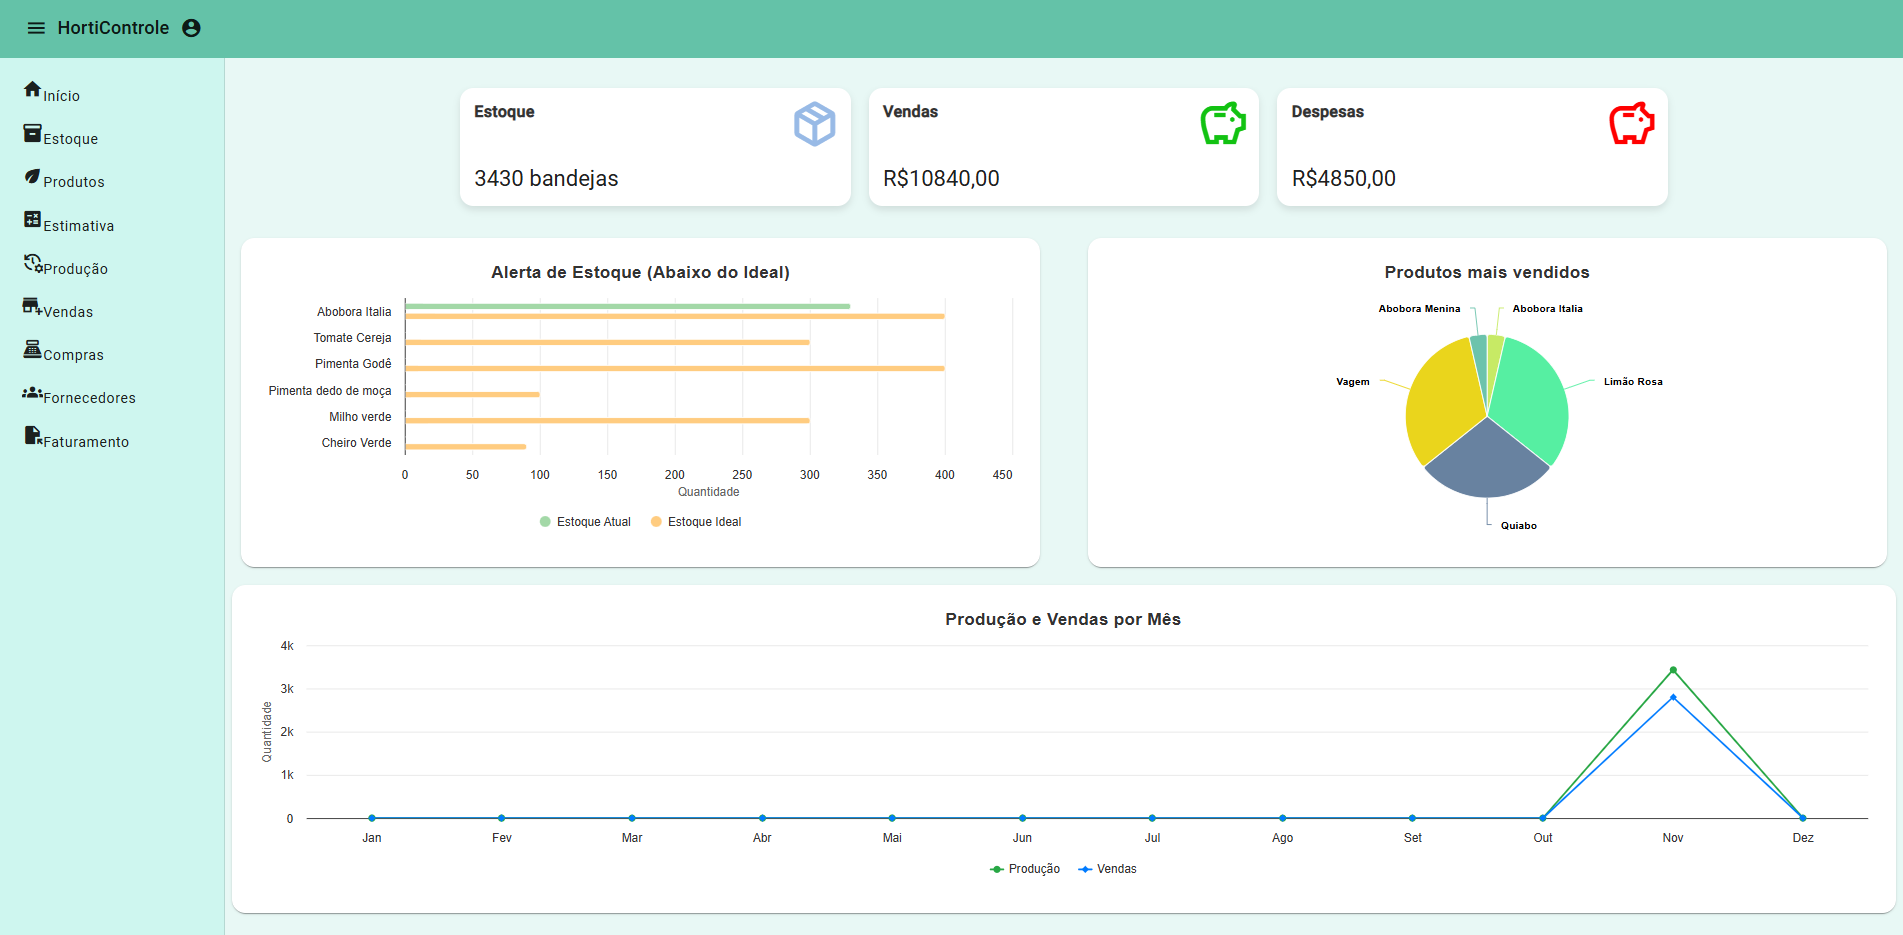 HortiControle
Início
Estoque
Produtos
Estimativa
Produção
Vendas
Compras
Fornecedores
Faturamento
Estoque
3430 bandejas
Vendas
R$10840,00
Despesas
R$4850,00
Alerta de Estoque (Abaixo do Ideal)
Abobora Italia
Tomate Cereja
Pimenta Godê
Pimenta dedo de moça
Milho verde
Cheiro Verde
0 50 100 150 200 250 300 350 400 450
Quantidade
Estoque Atual Estoque Ideal
Produtos mais vendidos
Abobora Menina Abobora Italia
Vagem Limão Rosa
Quiabo
Produção e Vendas por Mês
4k
3k
2k
1k
0
Quantidade
Jan Fev Mar Abr Mai Jun Jul Ago Set Out Nov Dez
Produção Vendas